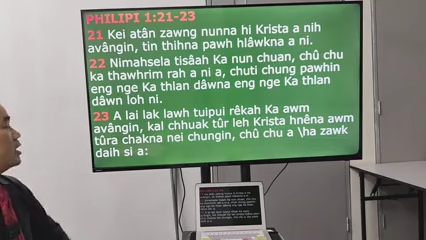 PHILIPI 1:21-23
21 Kei atân zawng nunna hi Krista a nih
avângin, tin thihna pawh hlâwkna a ni.
22 Nimahsela tisâah Ka nun chuan, chû chu
ka thawhrim rah a ni a, chuti chung pawhin
eng nge Ka thlan dâwna eng nge Ka thlan
dâwn loh ni.
23 A lai lak lawh tuipui rêkah Ka awm
avângin, kal chhuak tûr leh Krista hnêna awm
tûra chakna nei chungin, chû chu a \ha zawk
daih si a: